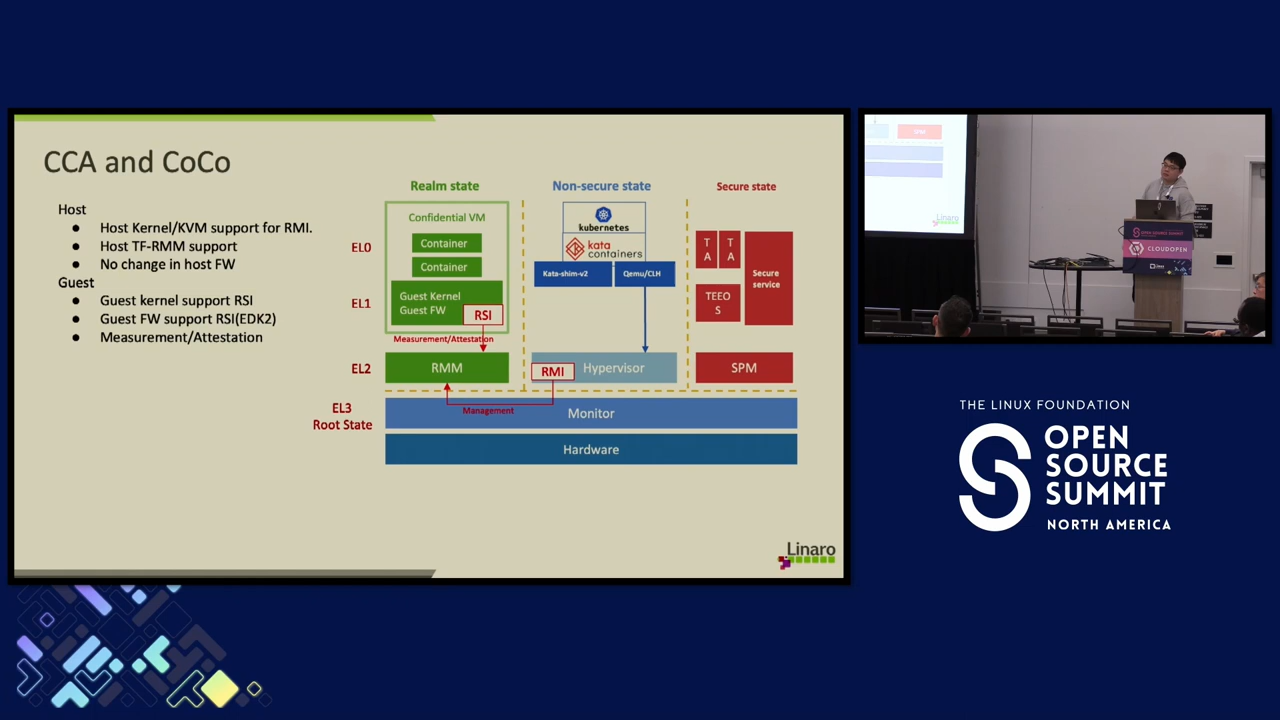 CCA and CoCo
Host
● Host Kernel/KVM support for RMI.
● Host TF-RMM support
● No change in host FW
Guest
● Guest kernel support RSI
● Guest FW support RSI(EDK2)
● Measurement/Attestation
Realm state
Non-secure state
Secure state
EL0
EL1
EL2
EL3
Root State
Confidential VM
Container
Container
Guest Kernel
Guest FW
RSI
Measurement/Attestation
RMM
kubernetes
kata
containers
Kata-shim-v2
Qemu/CLH
RMI
Hypervisor
Management
T
A
T
A
TEEO
S
Secure
service
SPM
Monitor
Hardware
Linaro
OPEN SOURCE SUMMIT
CLOUDOPEN
THE LINUX FOUNDATION
OPEN
SOURCE
SUMMIT
NORTH AMERICA